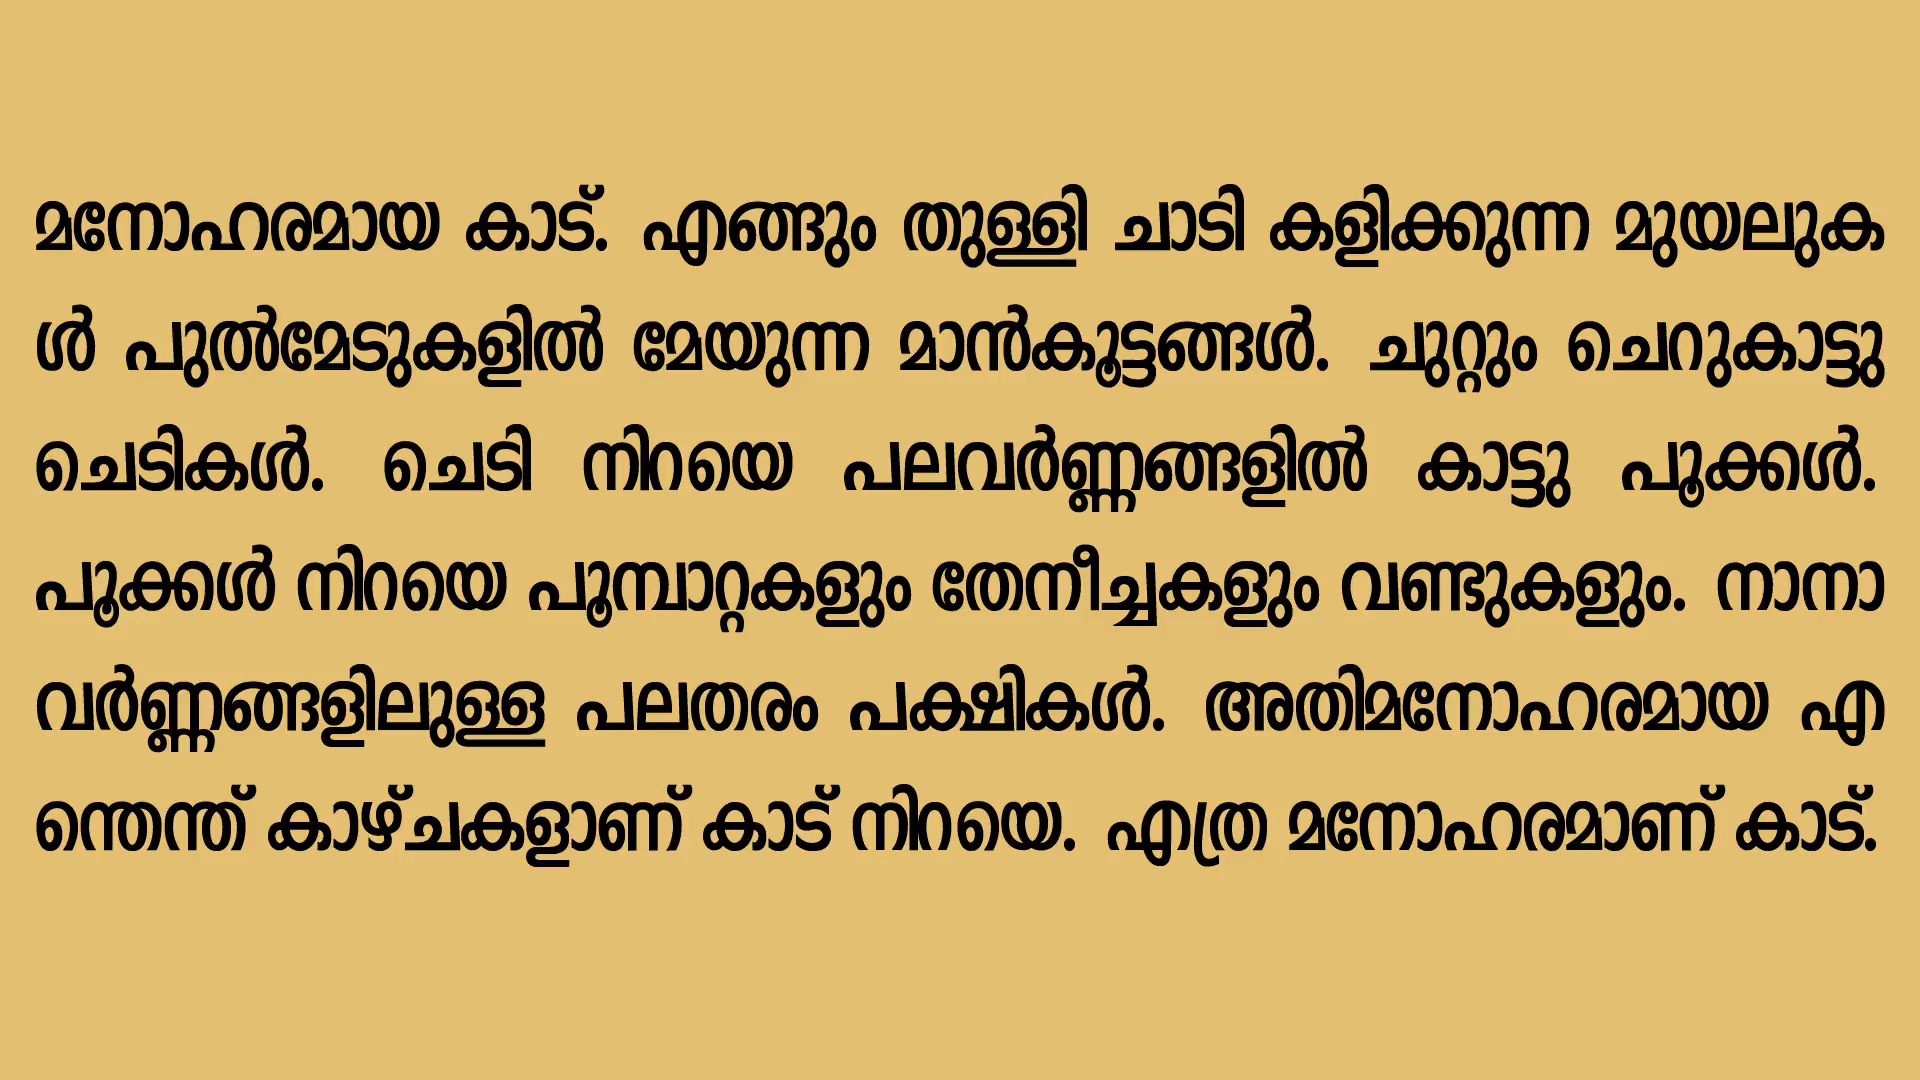 മനോഹരമായ കാട്. എങ്ങും തുള്ളി ചാടി കളിക്കുന്ന മുയലുക
ൾ പുൽമേടുകളിൽ മേയുന്ന മാൻകൂട്ടങ്ങൾ. ചുറ്റും ചെറുകാട്ടു
ചെടികൾ. ചെടി നിറയെ പലവർണ്ണങ്ങളിൽ കാട്ടു പൂക്കൾ.
പൂക്കൾ നിറയെ പൂമ്പാറ്റകളും തേനീച്ചകളും വണ്ടുകളും. നാനാ
വർണ്ണങ്ങളിലുള്ള പലതരം പക്ഷികൾ. അതിമനോഹരമായ എ
ന്തെന്ത് കാഴ്ചകളാണ് കാട് നിറയെ. എത്ര മനോഹരമാണ് കാട്.